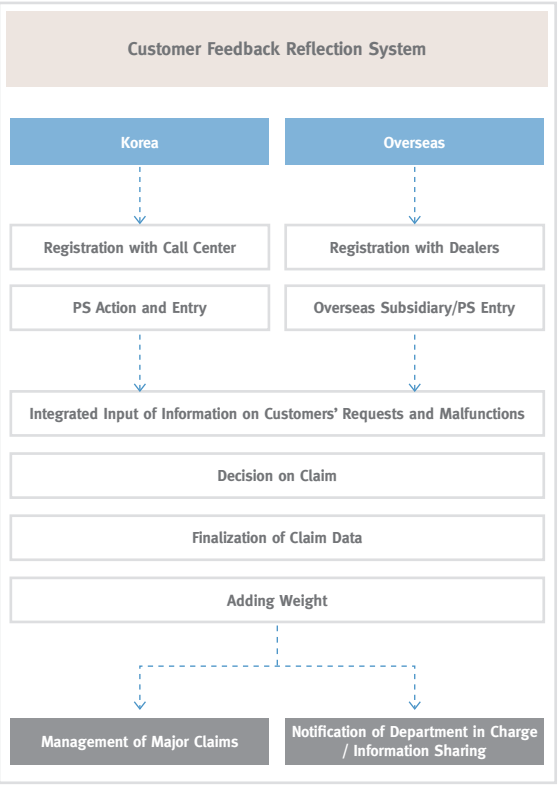 Customer Feedback Reflection System
Korea
Overseas
Registration with Call Center
Registration with Dealers
PS Action and Entry
Overseas Subsidiary/PS Entry
Integrated Input of Information on Customers’ Requests and Malfunctions
Decision on Claim
Finalization of Claim Data
Adding Weight
Management of Major Claims
Notification of Department in Charge
/ Information Sharing